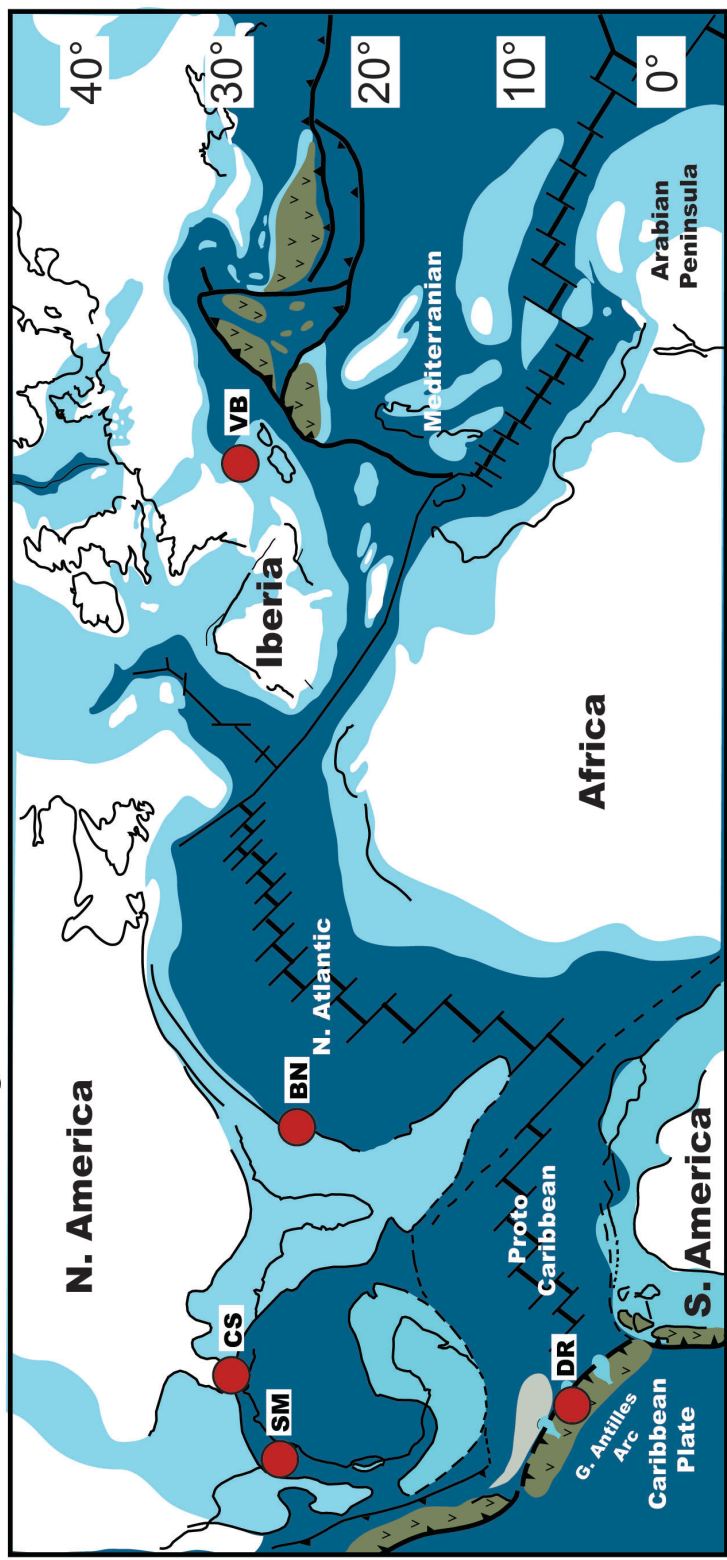 N. America
40°
30°
20°
10°
0°
CS
SM
BN
VB
Iberia
N. Atlantic
Mediterranian
Africa
Arabian
Peninsula
Proto
Caribbean
DR
G. Antilles
Arc
Caribbean
Plate
S. America